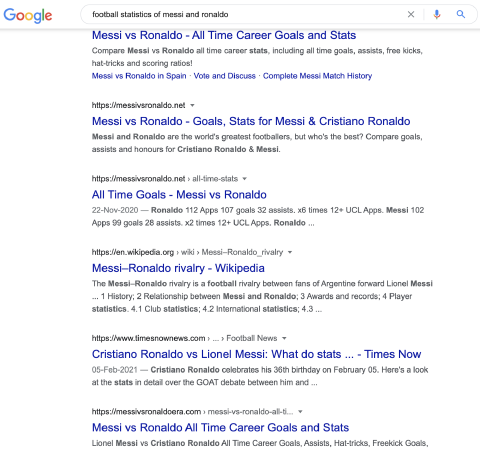 Google
football statistics of messi and ronaldo
Messi vs Ronaldo - All Time Career Goals and Stats
Compare Messi vs Ronaldo all time career stats, including all time goals, assists, free kicks,
hat-tricks and scoring ratios!
Messi vs Ronaldo in Spain · Vote and Discuss · Complete Messi Match History
https://messivsronaldo.net
Messi vs Ronaldo - Goals, Stats for Messi & Cristiano Ronaldo
Messi and Ronaldo are the world's greatest footballers, but who's the best? Compare goals,
assists and honours for Cristiano Ronaldo & Messi.
https://messivsronaldo.net › all-time-stats
All Time Goals - Messi vs Ronaldo
22-Nov-2020 — Ronaldo 112 Apps 107 goals 32 assists. x6 times 12+ UCL Apps. Messi 102
Apps 99 goals 28 assists. x2 times 12+ UCL Apps. Ronaldo ...
https://en.wikipedia.org › wiki › Messi–Ronaldo_rivalry
Messi–Ronaldo rivalry - Wikipedia
The Messi–Ronaldo rivalry is a football rivalry between fans of Argentine forward Lionel Messi
... 1 History; 2 Relationship between Messi and Ronaldo; 3 Awards and records; 4 Player
statistics. 4.1 Club statistics; 4.2 International statistics; 4.3 ...
https://www.timesnownews.com › ... › Football News
Cristiano Ronaldo vs Lionel Messi: What do stats ... - Times Now
05-Feb-2021 — Cristiano Ronaldo celebrates his 36th birthday on February 05. Here's a look
at the stats in detail over the GOAT debate between him and ...
https://messivsronaldoera.com › messi-vs-ronaldo-all-ti...
Messi vs Ronaldo All Time Career Goals and Stats
Lionel Messi vs Cristiano Ronaldo All Time Career Goals, Assists, Hat-tricks, Freekick Goals,